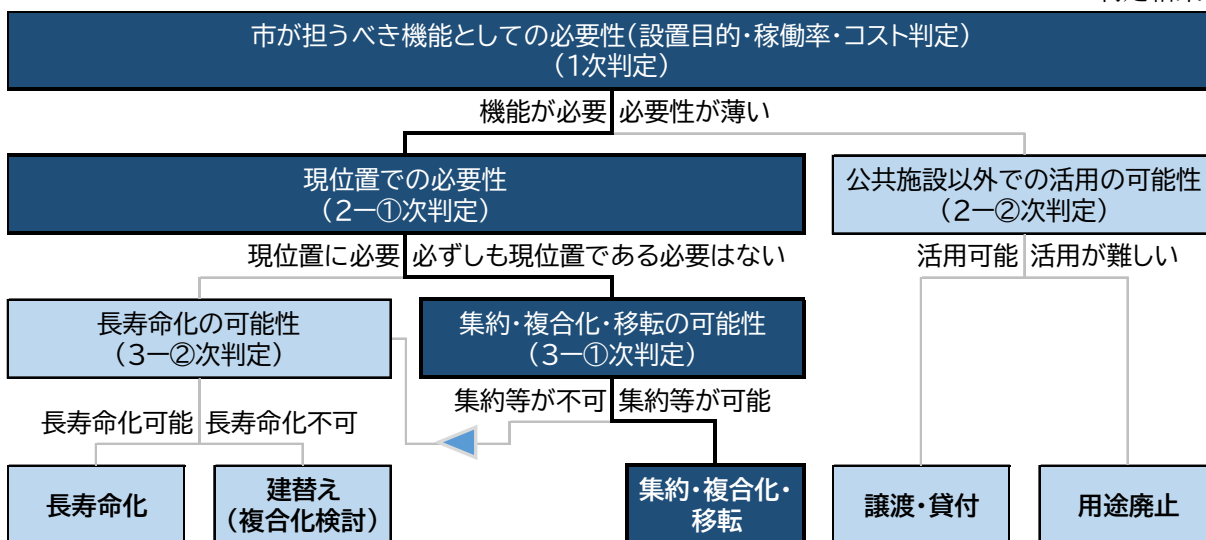 市が担うべき機能としての必要性(設置目的・稼働率・コスト判定)
(1次判定)
機能が必要 必要性が薄い
現位置での必要性
(2ー①次判定)
公共施設以外での活用の可能性
(2ー②次判定)
現位置に必要 必ずしも現位置である必要はない
活用可能 活用が難しい
長寿命化の可能性
(3ー②次判定)
集約・複合化・移転の可能性
(3ー①次判定)
集約等が不可 集約等が可能
長寿命化可能 長寿命化不可
長寿命化
建替え
(複合化検討)
集約・複合化・
移転
譲渡・貸付
用途廃止